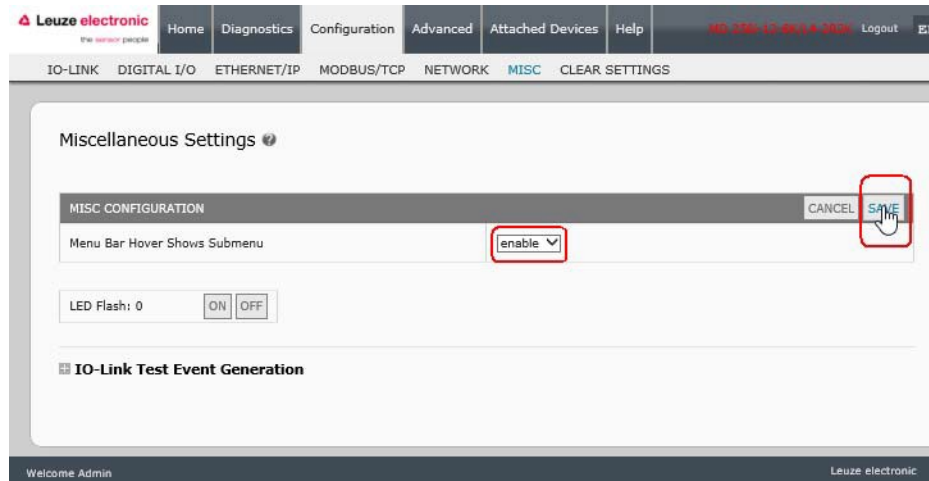 Leuze electronic
the sensor people
Home Diagnostics Configuration Advanced Attached Devices Help Logout
IO-LINK DIGITAL I/O ETHERNET/IP MODBUS/TCP NETWORK MISC CLEAR SETTINGS
Miscellaneous Settings
MISC CONFIGURATION CANCEL SAVE
Menu Bar Hover Shows Submenu enable
LED Flash: 0 ON OFF
IO-Link Test Event Generation
Welcome Admin Leuze electronic